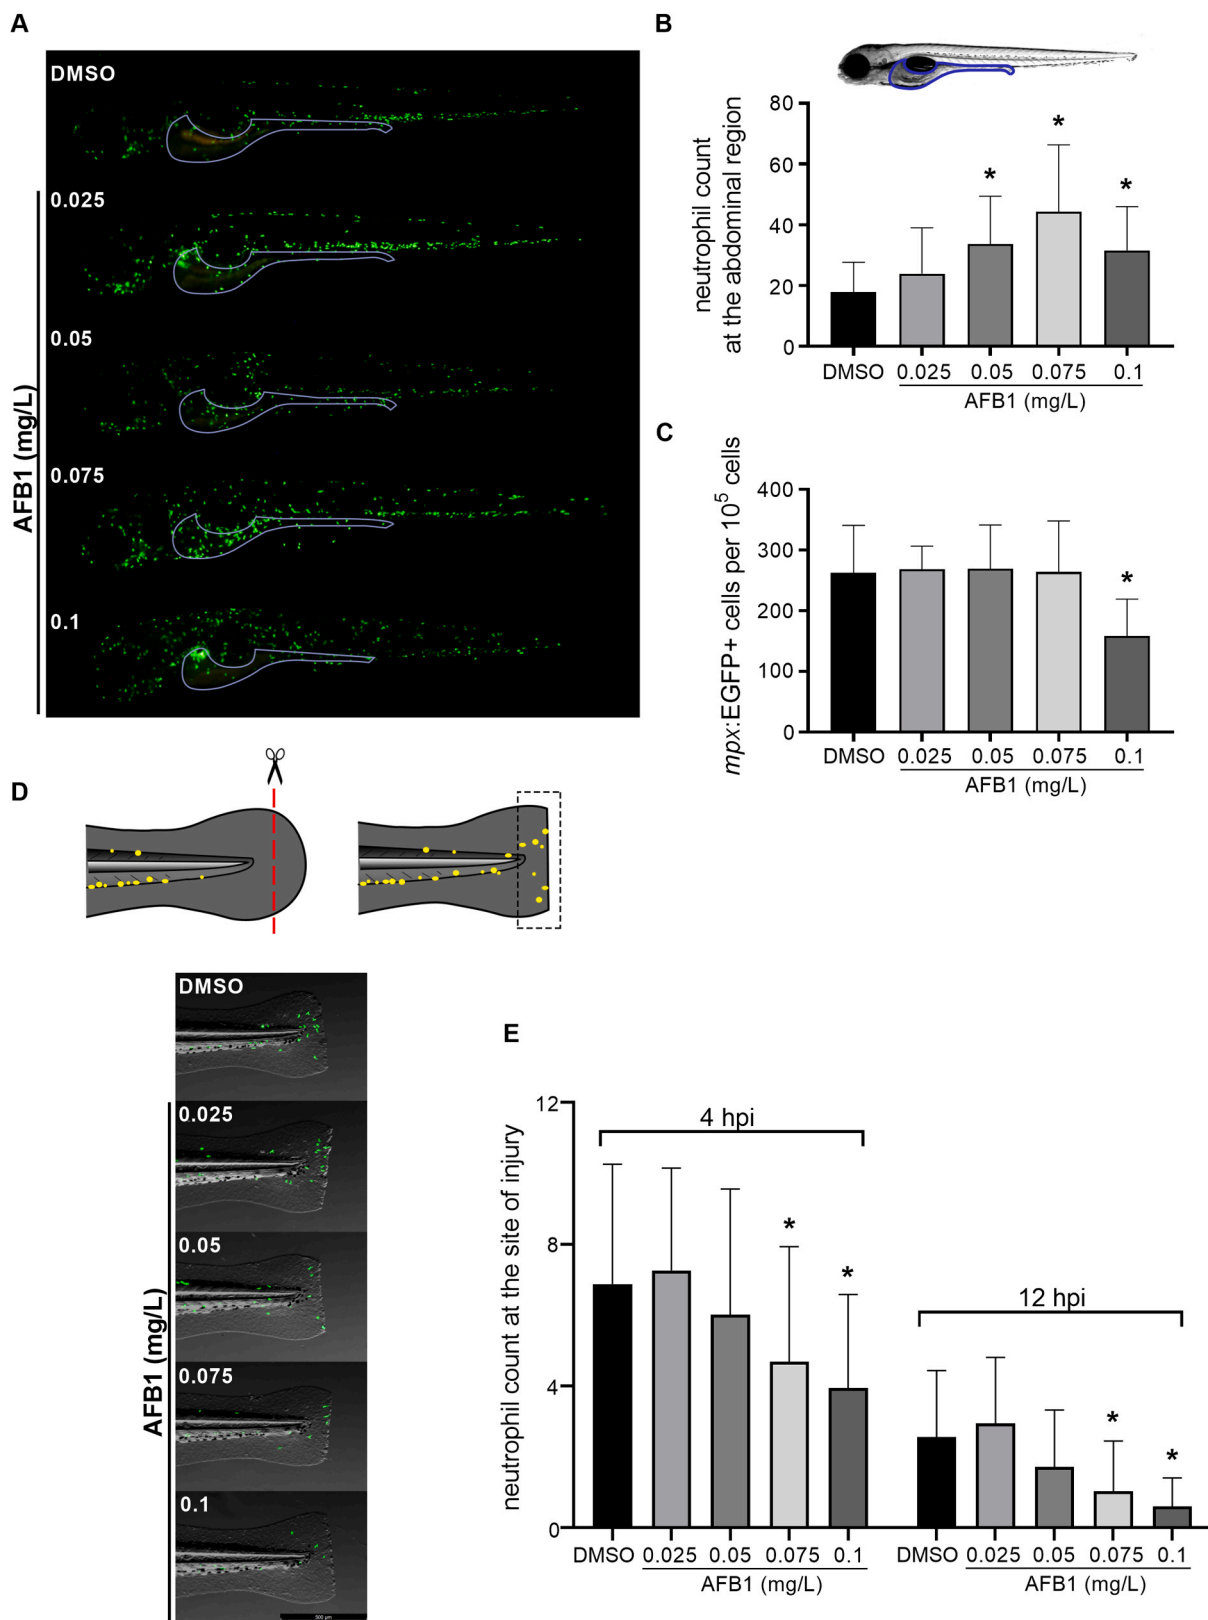 A
DMSO
0.025
0.05
0.075
0.1
AFB1 (mg/L)
B
neutrophil count
at the abdominal region
80
60
40
20
0
*
*
*
DMSO 0.025 0.05 0.075 0.1
AFB1 (mg/L)
C
mpx:EGFP+ cells per 10⁵ cells
400
300
200
100
0
*
DMSO 0.025 0.05 0.075 0.1
AFB1 (mg/L)
D
DMSO
0.025
0.05
0.075
0.1
AFB1 (mg/L)
500 µm
E
neutrophil count at the site of injury
12
8
4
0
4 hpi
*
*
12 hpi
*
*
DMSO 0.025 0.05 0.075 0.1
AFB1 (mg/L)
DMSO 0.025 0.05 0.075 0.1
AFB1 (mg/L)